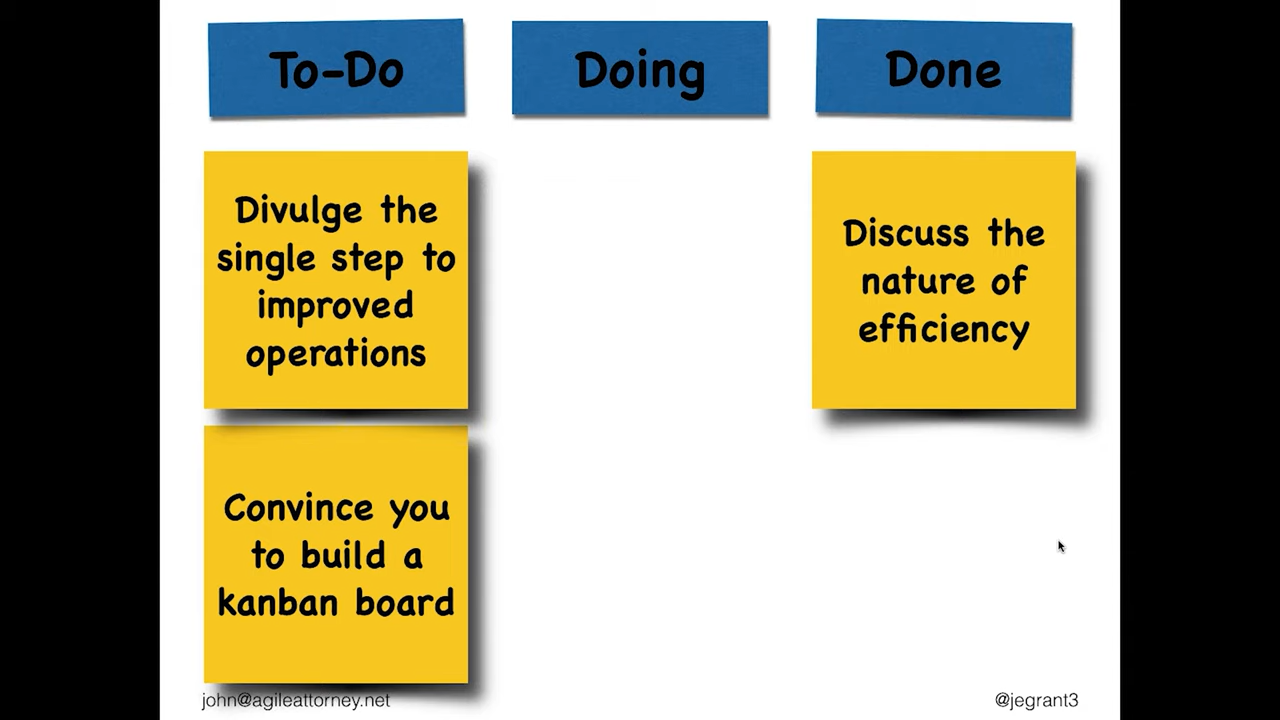 To-Do
Doing
Done
Divulge the
single step to
improved
operations
Discuss the
nature of
efficiency
Convince you
to build a
kanban board
john@agileattorney.net
@jegrant3